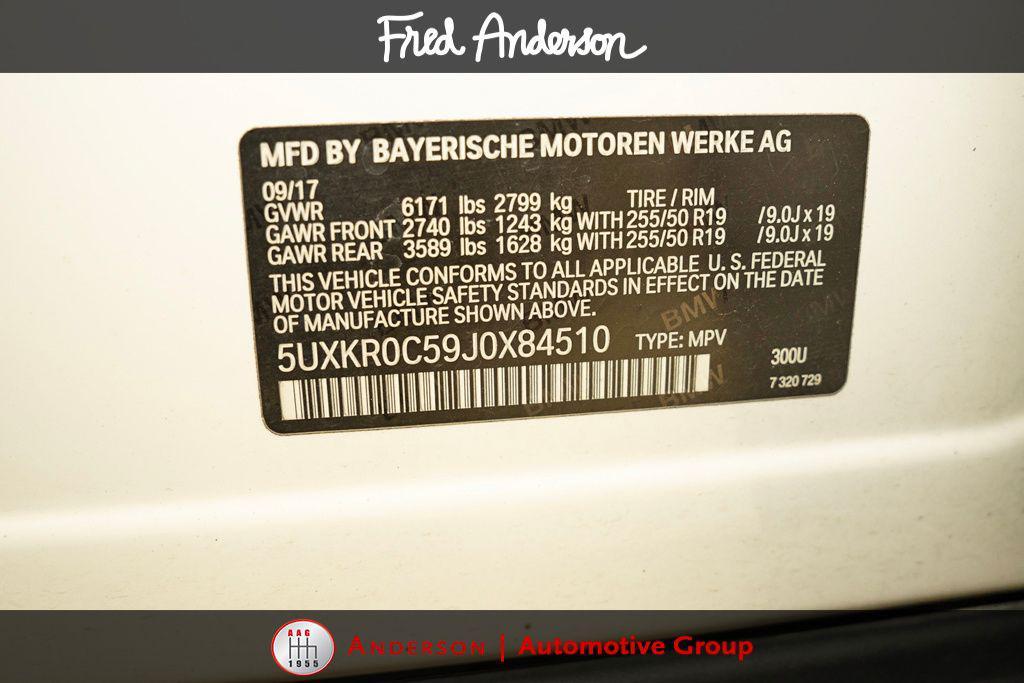 Fred Anderson
MFD BY BAYERISCHE MOTOREN WERKE AG
09/17
GVWR 6171 lbs 2799 kg TIRE / RIM
GAWR FRONT 2740 lbs 1243 kg WITH 255/50 R19 /9.0J x 19
GAWR REAR 3589 lbs 1628 kg WITH 255/50 R19 /9.0J x 19
THIS VEHICLE CONFORMS TO ALL APPLICABLE U. S. FEDERAL
MOTOR VEHICLE SAFETY STANDARDS IN EFFECT ON THE DATE
OF MANUFACTURE SHOWN ABOVE.
BMW
5UXKR0C59J0X84510 TYPE: MPV
300U
7 320 729
BMW
AAG
1955
ANDERSON | Automotive Group